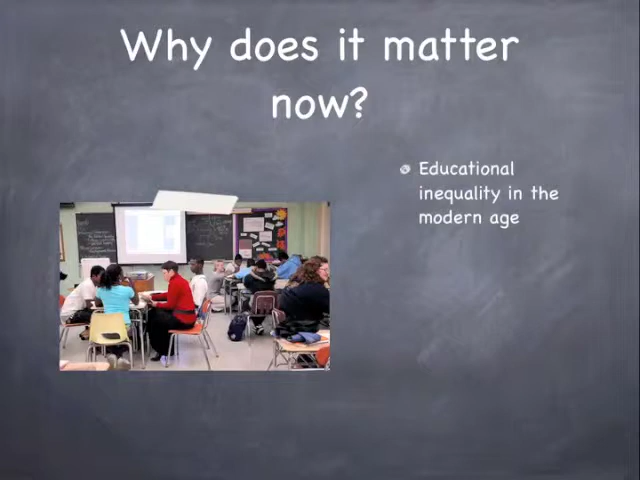 Why does it matter
now?
Educational
inequality in the
modern age